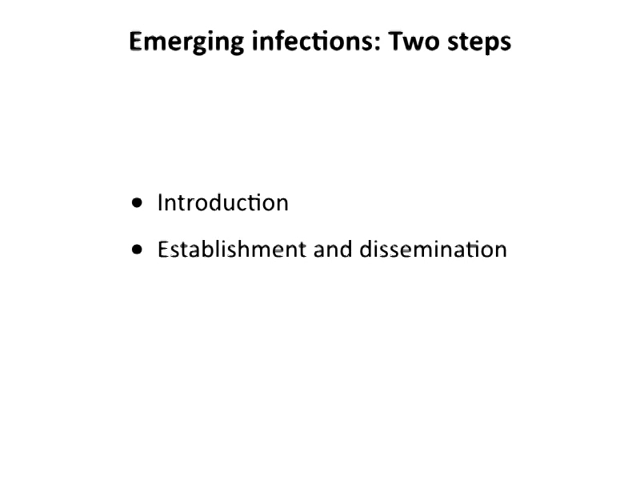 Emerging infections: Two steps
• Introduction
• Establishment and dissemination